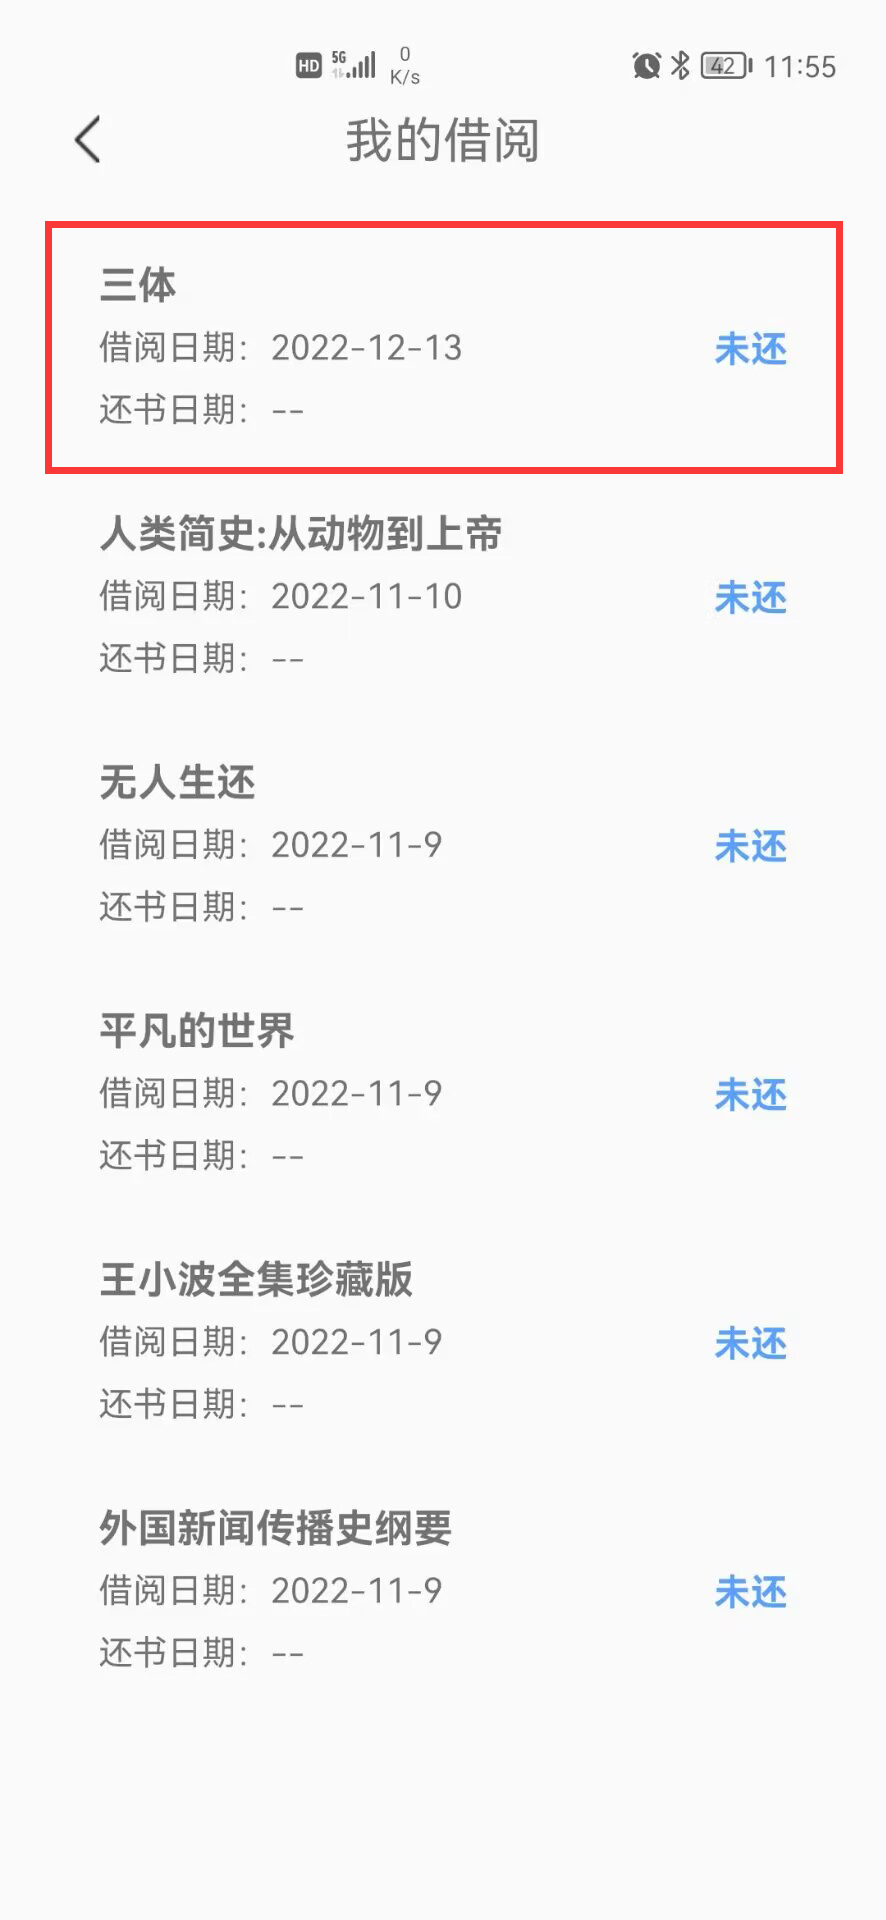 HD 5G 0 K/s 42 11:55
我的借阅
三体
借阅日期: 2022-12-13 未还
还书日期: --
人类简史:从动物到上帝
借阅日期: 2022-11-10 未还
还书日期: --
无人生还
借阅日期: 2022-11-9 未还
还书日期: --
平凡的世界
借阅日期: 2022-11-9 未还
还书日期: --
王小波全集珍藏版
借阅日期: 2022-11-9 未还
还书日期: --
外国新闻传播史纲要
借阅日期: 2022-11-9 未还
还书日期: --